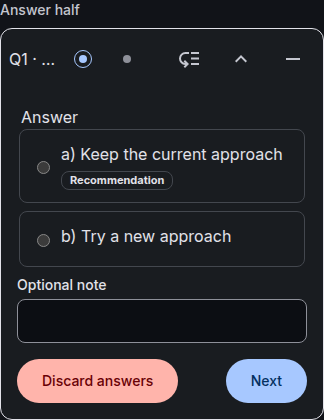 Answer half
Q1 · ...
Answer
a) Keep the current approach
Recommendation
b) Try a new approach
Optional note
Discard answers
Next